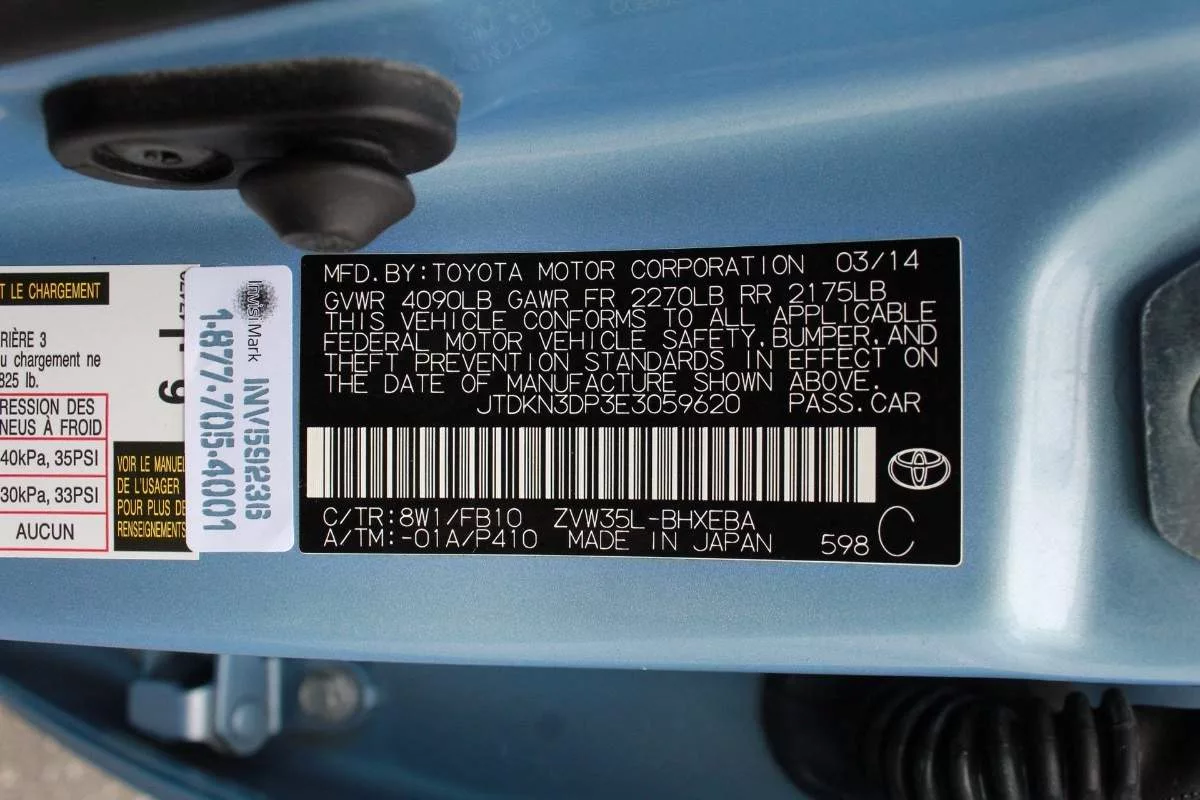 MFD.BY:TOYOTA MOTOR CORPORATION 03/14
GVWR 4090LB GAWR FR 2270LB RR 2175LB
THIS VEHICLE CONFORMS TO ALL APPLICABLE
FEDERAL MOTOR VEHICLE SAFETY,BUMPER,AND
THEFT PREVENTION STANDARDS IN EFFECT ON
THE DATE OF MANUFACTURE SHOWN ABOVE.
JTDKN3DP3E3059620 PASS.CAR
C/TR:8W1/FB10 ZVW35L-BHXEBA
A/TM:-01A/P410 MADE IN JAPAN 598 C
InvisiMark INV59236
1-877-705-4001
T LE CHARGEMENT
RIÈRE 3
u chargement ne
825 lb.
RESSION DES
NEUS À FROID
40kPa, 35PSI
30kPa, 33PSI
AUCUN
VOIR LE MANUEL
DE L'USAGER
POUR PLUS DE
RENSEIGNEMENTS